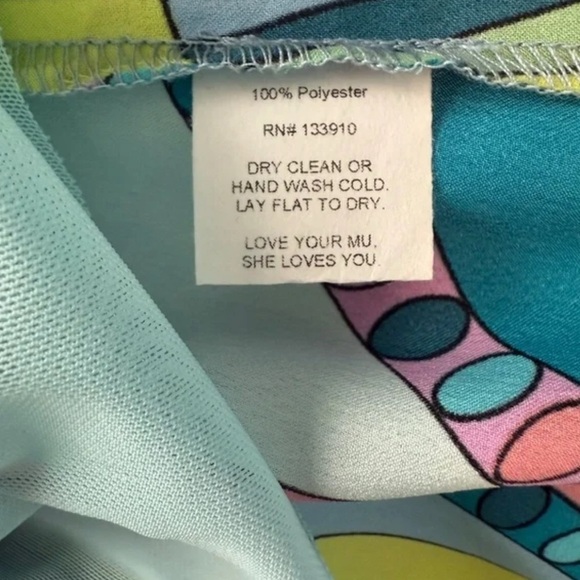 100% Polyester
RN# 133910
DRY CLEAN OR
HAND WASH COLD.
LAY FLAT TO DRY.
LOVE YOUR MU.
SHE LOVES YOU.